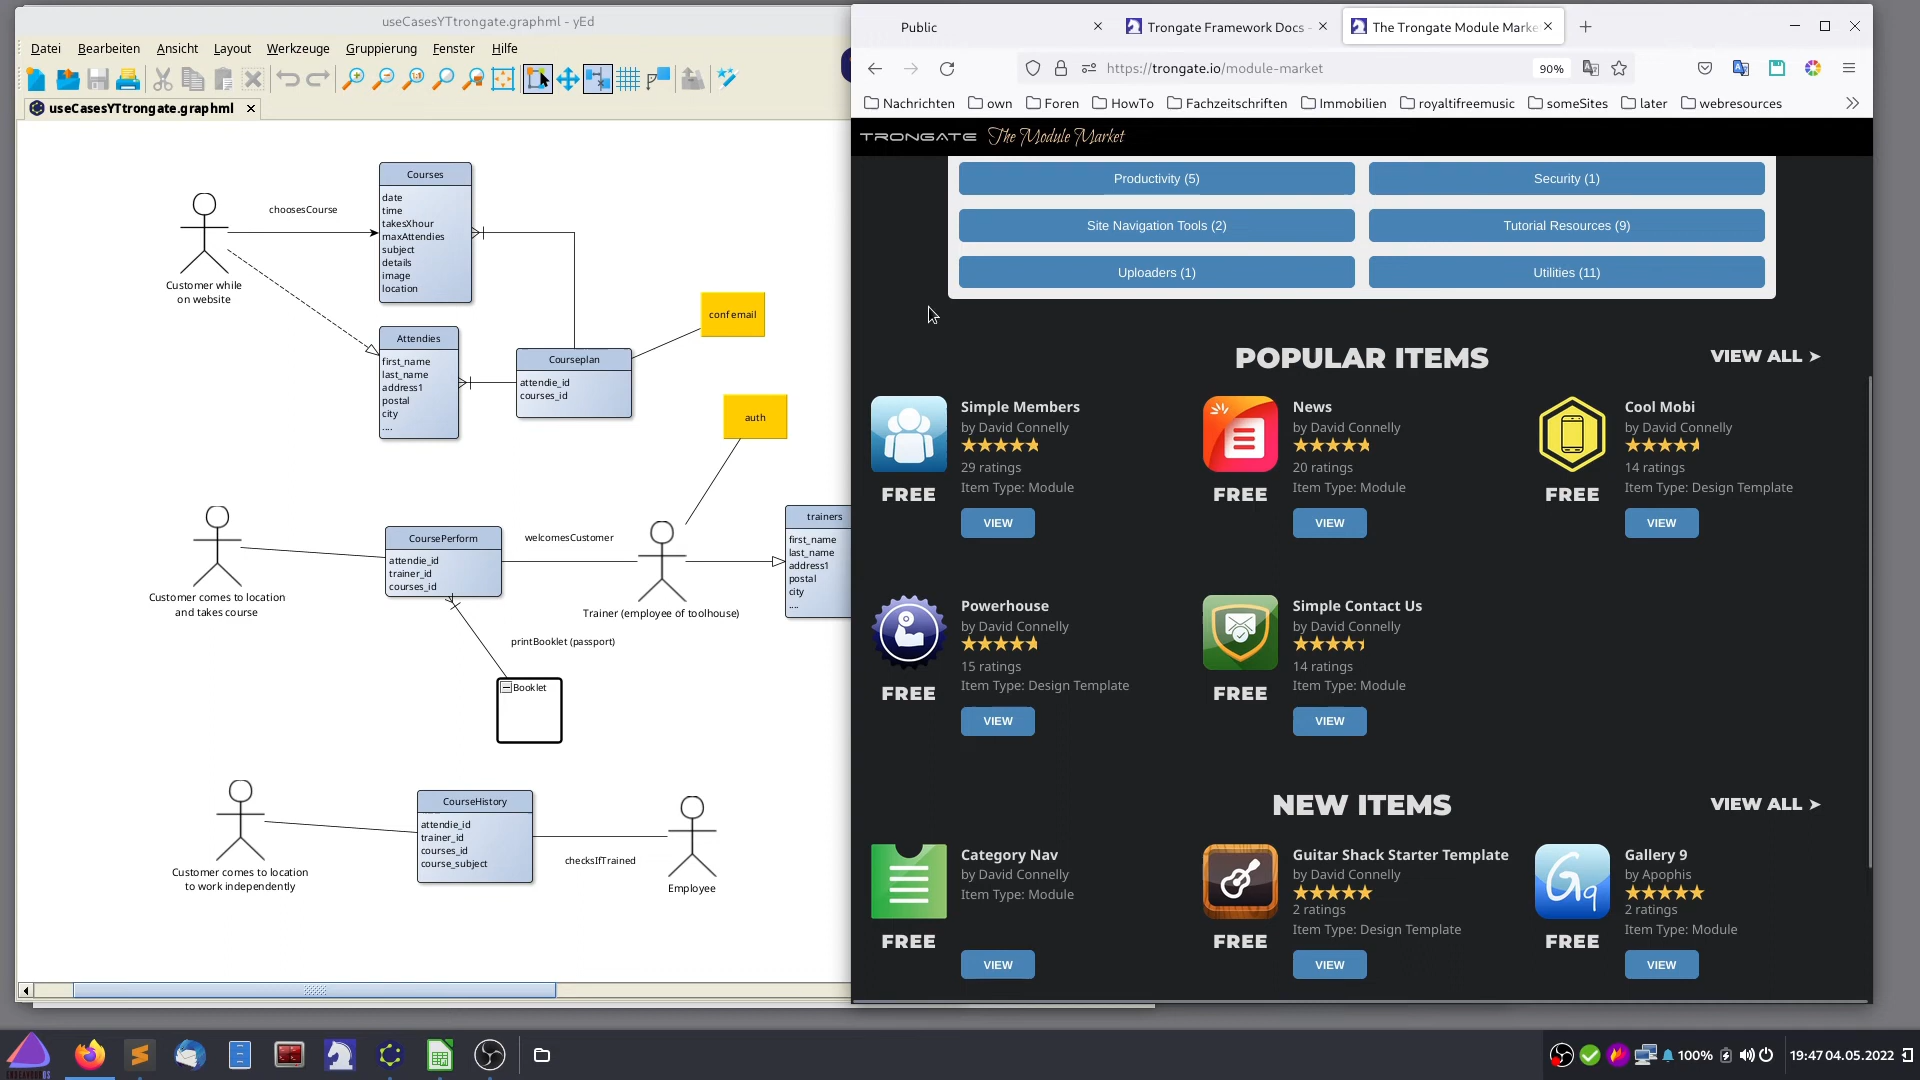 useCasesYTtrongate.graphml - yEd
Datei Bearbeiten Ansicht Layout Werkzeuge Gruppierung Fenster Hilfe
useCasesYTtrongate.graphml
Courses
date
time
takesXhour
maxAttendies
subject
details
image
location
choosesCourse
Customer while
on website
Attendies
first_name
last_name
address1
postal
city
....
Courseplan
attendie_id
courses_id
conf email
auth
Customer comes to location
and takes course
CoursePerform
attendie_id
trainer_id
courses_id
welcomesCustomer
Trainer (employee of toolhouse)
trainers
first_name
last_name
address1
postal
city
....
printBooklet (passport)
Booklet
Customer comes to location
to work independently
CourseHistory
attendie_id
trainer_id
courses_id
course_subject
checksIfTrained
Employee
Public
Trongate Framework Docs -
The Trongate Module Marke
https://trongate.io/module-market
90%
Nachrichten own Foren HowTo Fachzeitschriften Immobilien royaltifreemusic someSites later webresources
TRONGATE The Module Market
Productivity (5)
Security (1)
Site Navigation Tools (2)
Tutorial Resources (9)
Uploaders (1)
Utilities (11)
POPULAR ITEMS
VIEW ALL ➤
Simple Members
by David Connelly
29 ratings
Item Type: Module
FREE
VIEW
News
by David Connelly
20 ratings
Item Type: Module
FREE
VIEW
Cool Mobi
by David Connelly
14 ratings
Item Type: Design Template
FREE
VIEW
Powerhouse
by David Connelly
15 ratings
Item Type: Design Template
FREE
VIEW
Simple Contact Us
by David Connelly
14 ratings
Item Type: Module
FREE
VIEW
NEW ITEMS
VIEW ALL ➤
Category Nav
by David Connelly
Item Type: Module
FREE
VIEW
Guitar Shack Starter Template
by David Connelly
2 ratings
Item Type: Design Template
FREE
VIEW
Gallery 9
by Apophis
2 ratings
Item Type: Module
FREE
VIEW
G9
ENDEAVOUROS
100%
19:47 04.05.2022